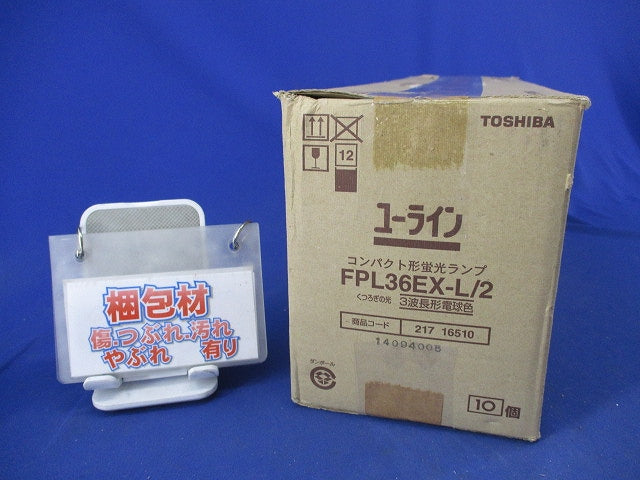 梱包材
傷.つぶれ.汚れ
やぶれ 有り
TOSHIBA
12
ユーライン
コンパクト形蛍光ランプ
FPL36EX-L/2
くつろぎの光 3波長形電球色
商品コード 217 16510
14094005
ダンボール
10個